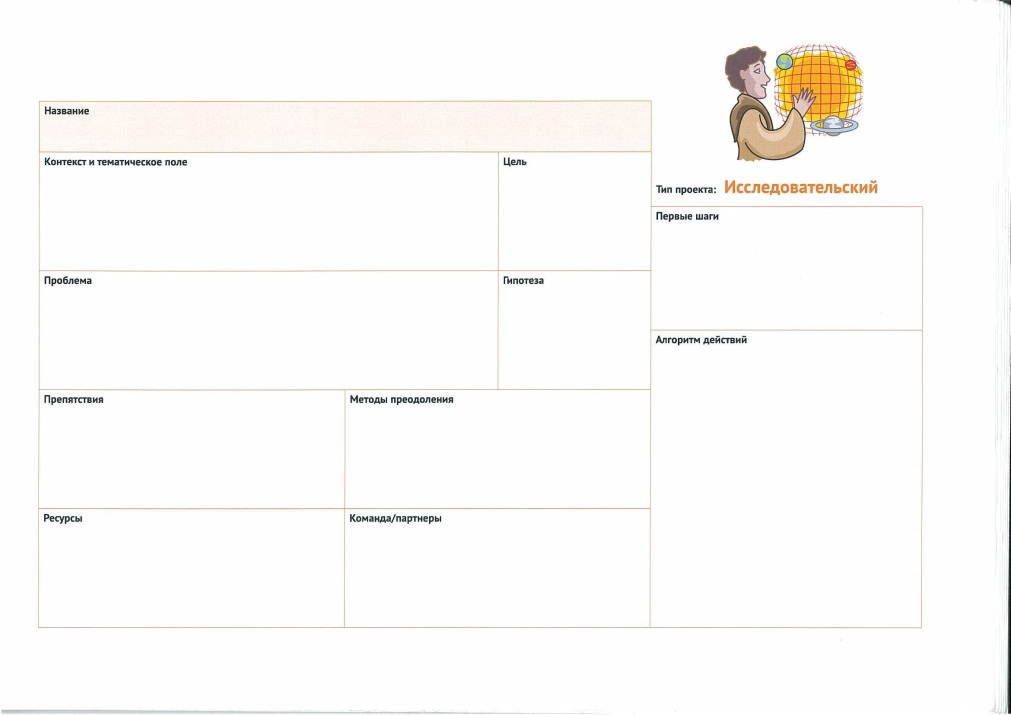 Название
Контекст и тематическое поле
Цель
Тип проекта: Исследовательский
Первые шаги
Проблема
Гипотеза
Алгоритм действий
Препятствия
Методы преодоления
Ресурсы
Команда/партнеры